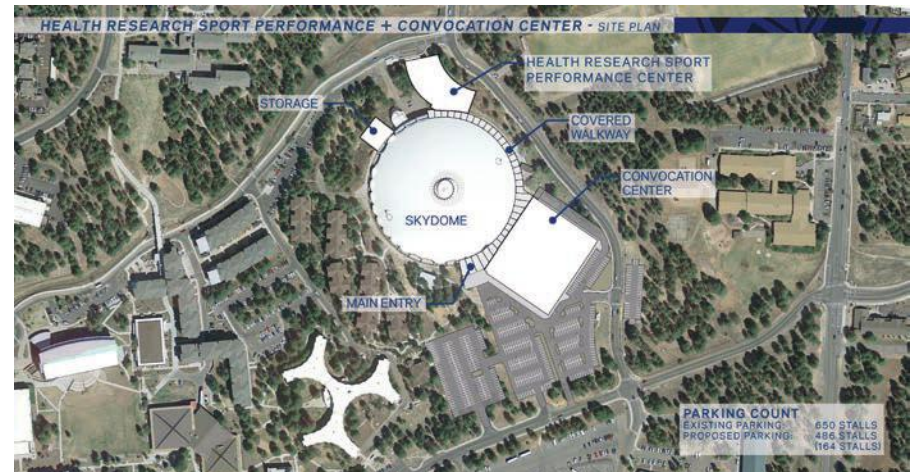 HEALTH RESEARCH SPORT PERFORMANCE + CONVOCATION CENTER - SITE PLAN
HEALTH RESEARCH SPORT
PERFORMANCE CENTER
STORAGE
COVERED
WALKWAY
CONVOCATION
CENTER
SKYDOME
MAIN ENTRY
PARKING COUNT
EXISTING PARKING: 650 STALLS
PROPOSED PARKING: 486 STALLS
(164 STALLS)